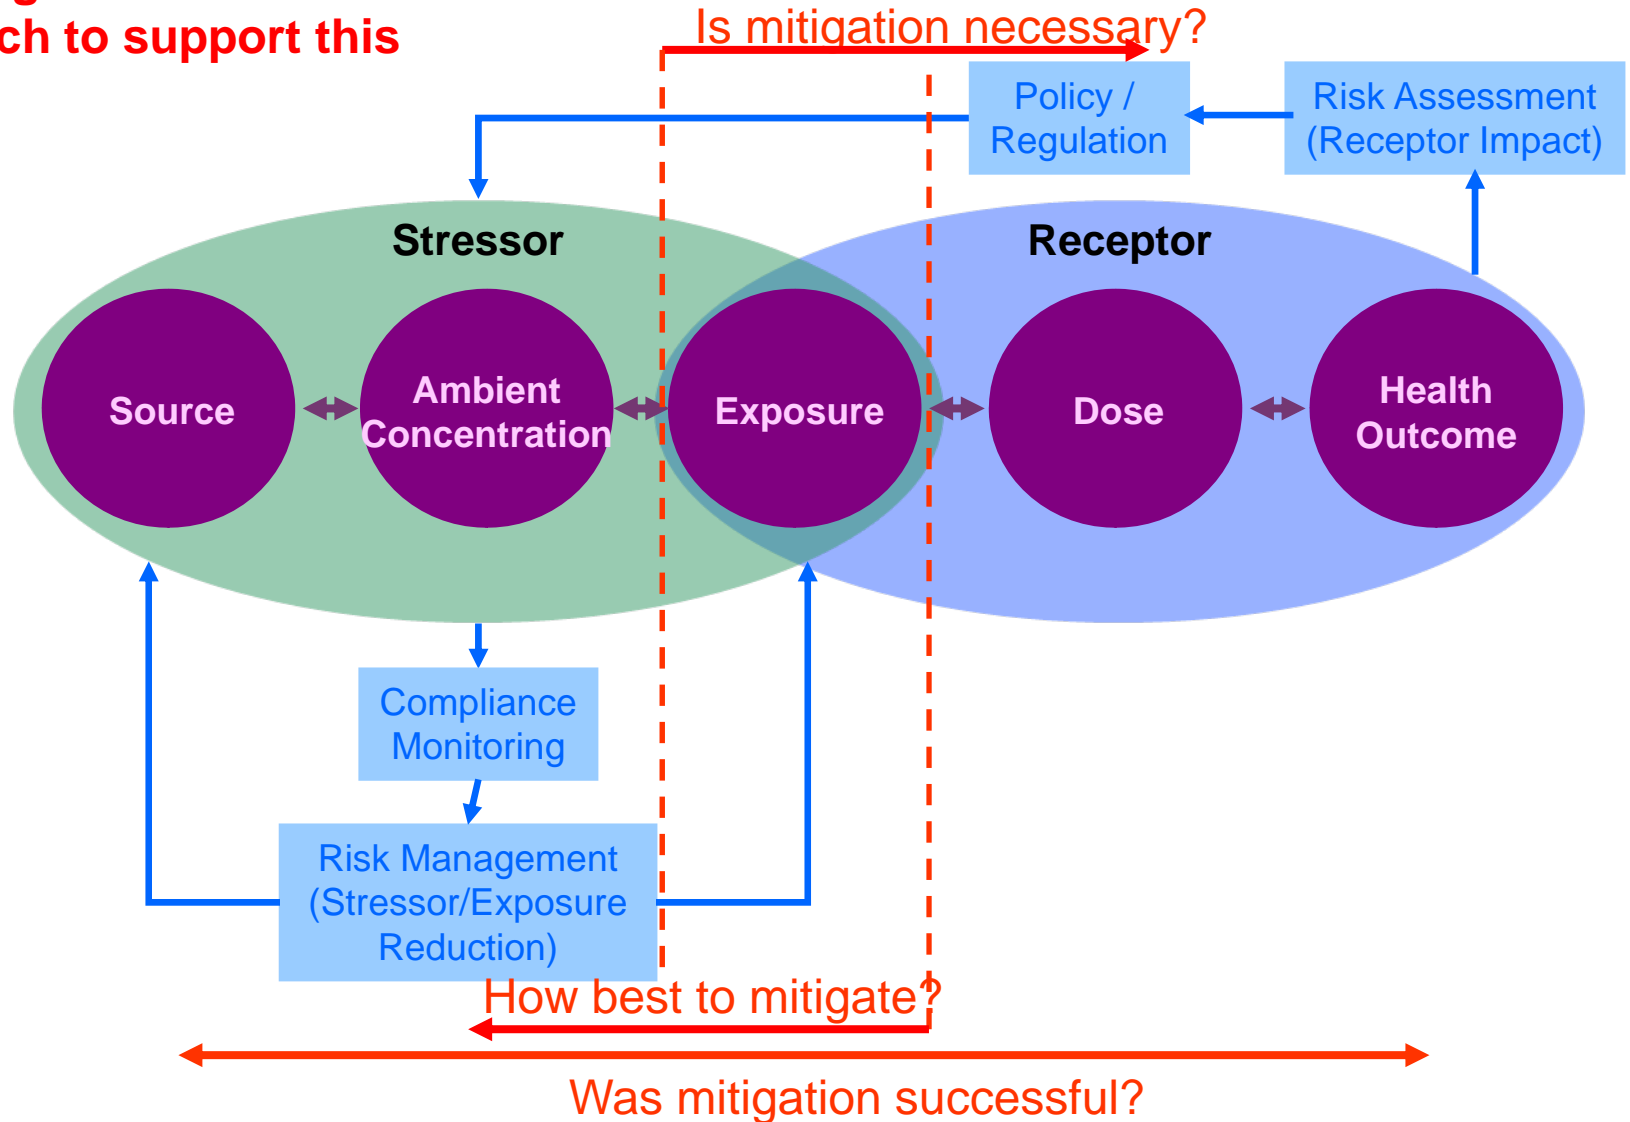 ch to support this
Is mitigation necessary?
Policy /
Regulation
Risk Assessment
(Receptor Impact)
Stressor
Receptor
Source
Ambient
Concentration
Exposure
Dose
Health
Outcome
Compliance
Monitoring
Risk Management
(Stressor/Exposure
Reduction)
How best to mitigate?
Was mitigation successful?